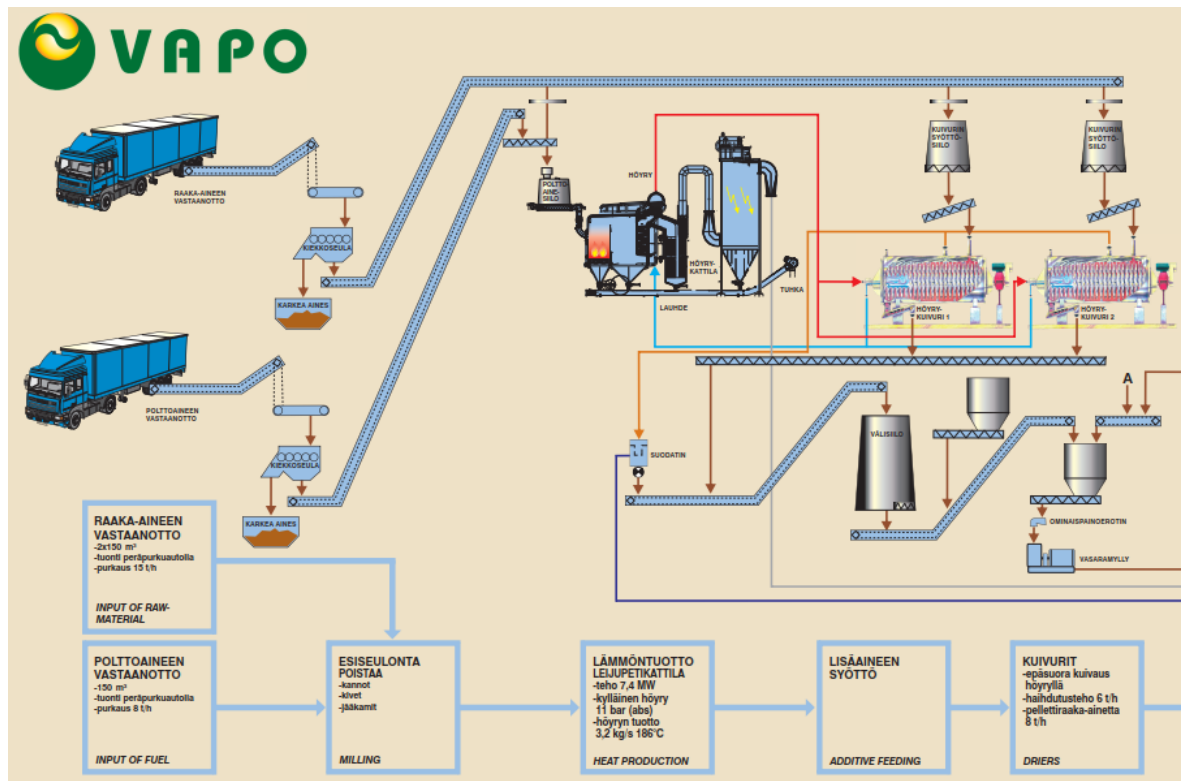 VAPO
RAAKA-AINEEN
VASTAANOTTO
KIEKKOSEULA
KARKEA AINES
POLTTOAINEEN
VASTAANOTTO
KIEKKOSEULA
KARKEA AINES
POLTTO-
AINE-
SIILO
HÖYRY
HÖYRY-
KATTILA
LAUHDE
TUHKA
KUIVURIN
SYÖTTÖ-
SIILO
KUIVURIN
SYÖTTÖ-
SIILO
HÖYRY-
KUIVURI 1
HÖYRY-
KUIVURI 2
SUODATIN
VÄLISIILO
A
OMINAISPAINOEROTIN
VASARAMYLLY
RAAKA-AINEEN
VASTAANOTTO
-2x150 m³
-tuonti peräpurkuautolla
-purkaus 15 t/h
INPUT OF RAW-
MATERIAL
POLTTOAINEEN
VASTAANOTTO
-150 m³
-tuonti peräpurkuautolla
-purkaus 8 t/h
INPUT OF FUEL
ESISEULONTA
POISTAA
-kannot
-kivet
-jääkamit
MILLING
LÄMMÖNTUOTTO
LEIJUPETIKATTILA
-teho 7,4 MW
-kylläinen höyry
11 bar (abs)
-höyryn tuotto
3,2 kg/s 186°C
HEAT PRODUCTION
LISÄAINEEN
SYÖTTÖ
ADDITIVE FEEDING
KUIVURIT
-epäsuora kuivaus
höyryllä
-haihdutusteho 6 t/h
-pellettiraaka-ainetta
8 t/h
DRIERS